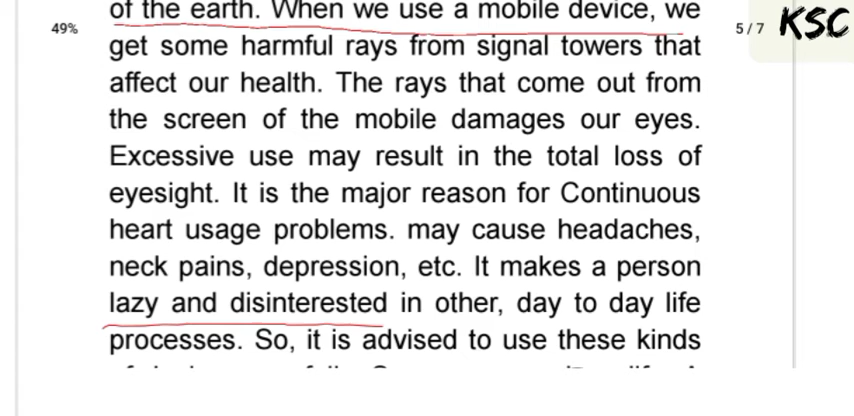 of the earth. When we use a mobile device, we
49%
5/7 KSC
get some harmful rays from signal towers that
affect our health. The rays that come out from
the screen of the mobile damages our eyes.
Excessive use may result in the total loss of
eyesight. It is the major reason for Continuous
heart usage problems. may cause headaches,
neck pains, depression, etc. It makes a person
lazy and disinterested in other, day to day life
processes. So, it is advised to use these kinds